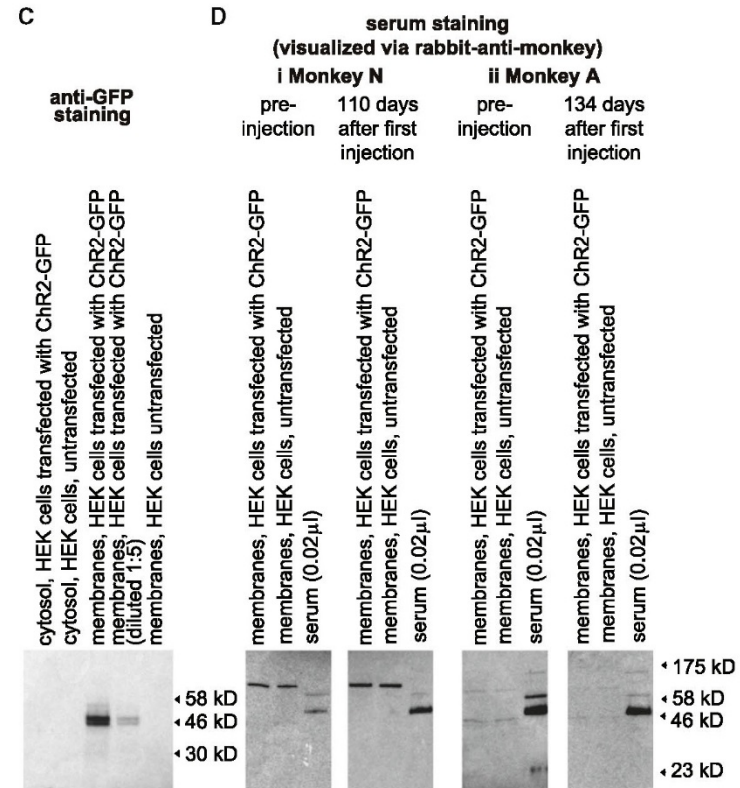 C
anti-GFP
staining
cytosol, HEK cells transfected with ChR2-GFP
cytosol, HEK cells, untransfected
membranes, HEK cells transfected with ChR2-GFP
membranes, HEK cells transfected with ChR2-GFP
(diluted 1:5)
membranes, HEK cells untransfected
58 kD
46 kD
30 kD
D
serum staining
(visualized via rabbit-anti-monkey)
i Monkey N
pre-
injection
110 days
after first
injection
membranes, HEK cells transfected with ChR2-GFP
membranes, HEK cells, untransfected
serum (0.02µl)
membranes, HEK cells transfected with ChR2-GFP
membranes, HEK cells, untransfected
serum (0.02µl)
ii Monkey A
pre-
injection
134 days
after first
injection
membranes, HEK cells transfected with ChR2-GFP
membranes, HEK cells, untransfected
serum (0.02µl)
membranes, HEK cells transfected with ChR2-GFP
membranes, HEK cells, untransfected
serum (0.02µl)
175 kD
58 kD
46 kD
23 kD